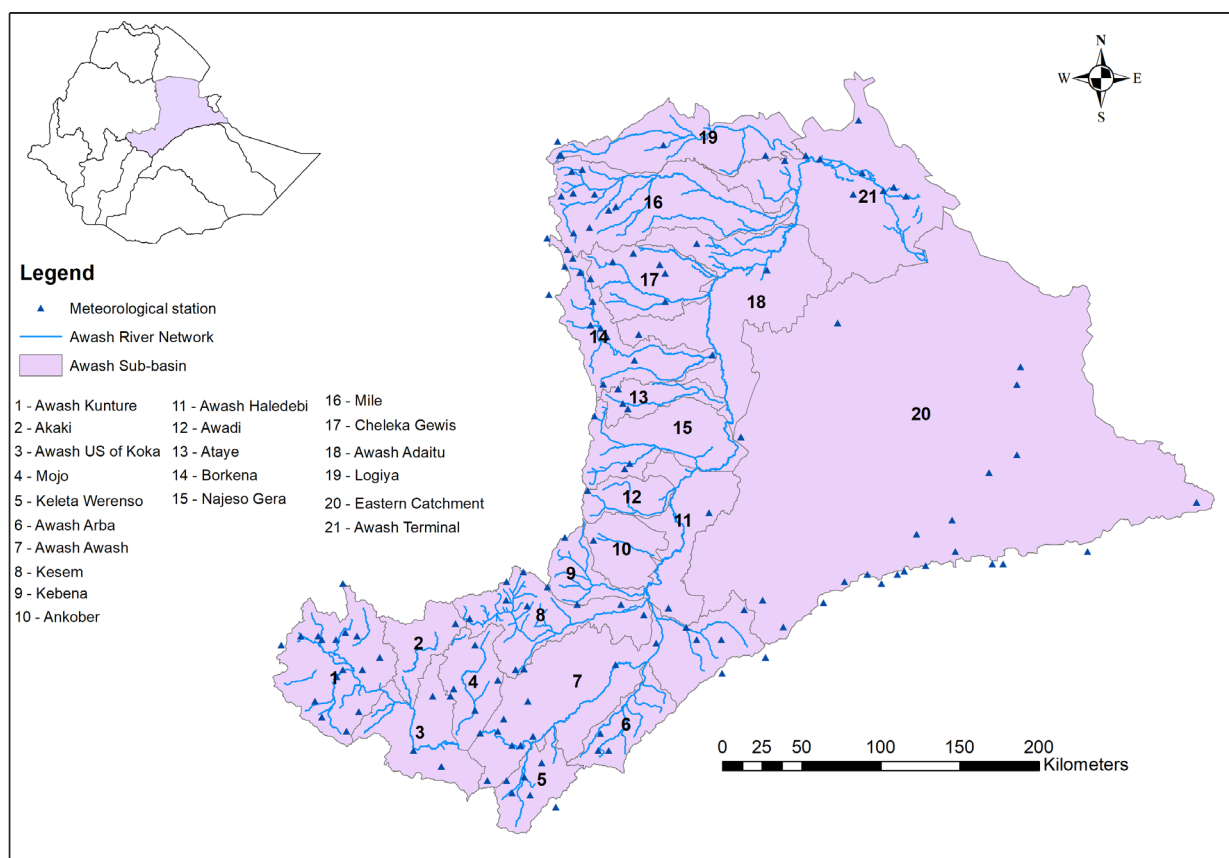 N
W E
S
Legend
Meteorological station
Awash River Network
Awash Sub-basin
1 - Awash Kunture
2 - Akaki
3 - Awash US of Koka
4 - Mojo
5 - Keleta Werenso
6 - Awash Arba
7 - Awash Awash
8 - Kesem
9 - Kebena
10 - Ankober
11 - Awash Haledebi
12 - Awadi
13 - Ataye
14 - Borkena
15 - Najeso Gera
16 - Mile
17 - Cheleka Gewis
18 - Awash Adaitu
19 - Logiya
20 - Eastern Catchment
21 - Awash Terminal
19
21
16
17
18
14
13
20
15
12
11
10
9
8
2
1
4
7
6
3
5
0 25 50 100 150 200
Kilometers